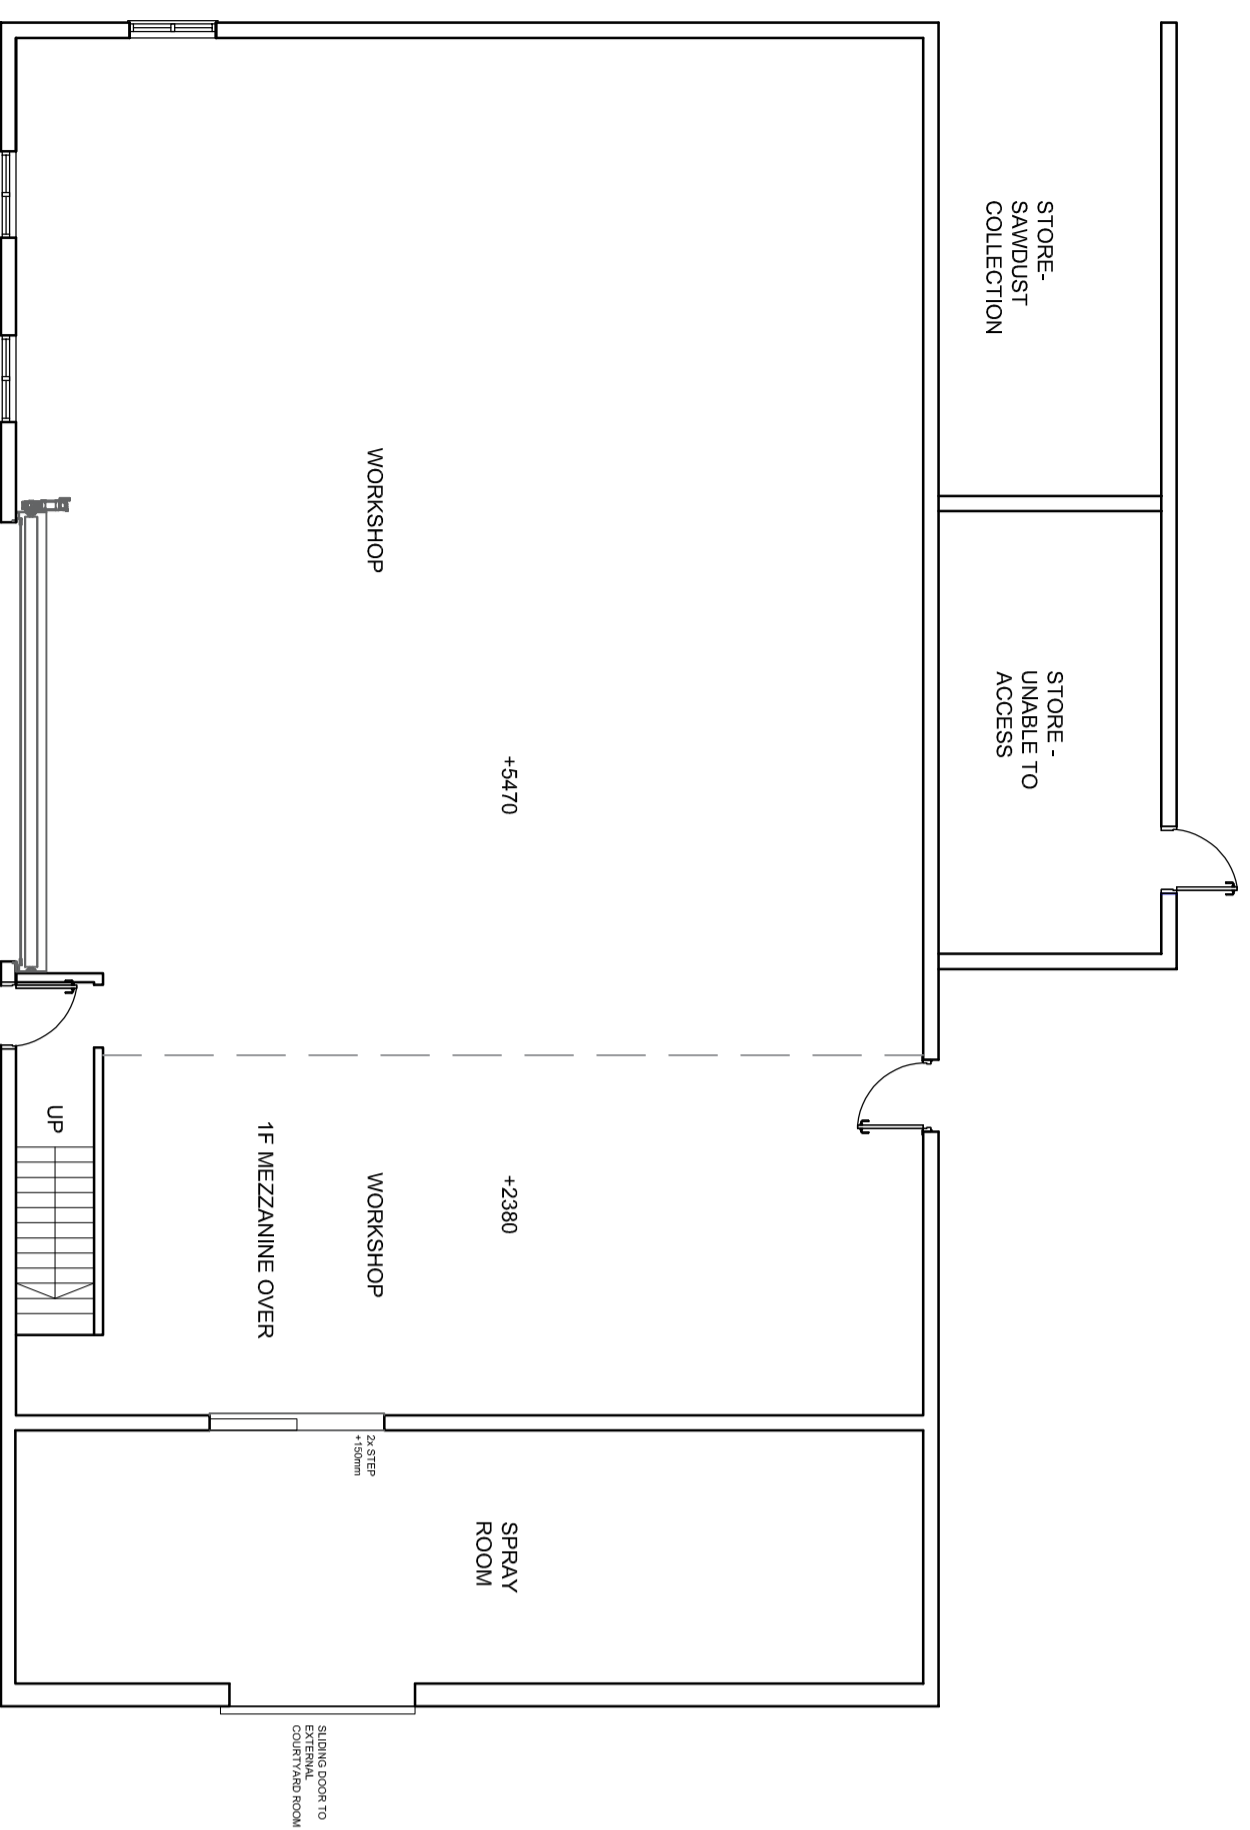 STORE-
SAWDUST
COLLECTION
STORE -
UNABLE TO
ACCESS
WORKSHOP
+5470
+2380
WORKSHOP
1F MEZZANINE OVER
UP
2x STEP
+150mm
SPRAY
ROOM
SLIDING DOOR TO
EXTERNAL
COURTYARD ROOM